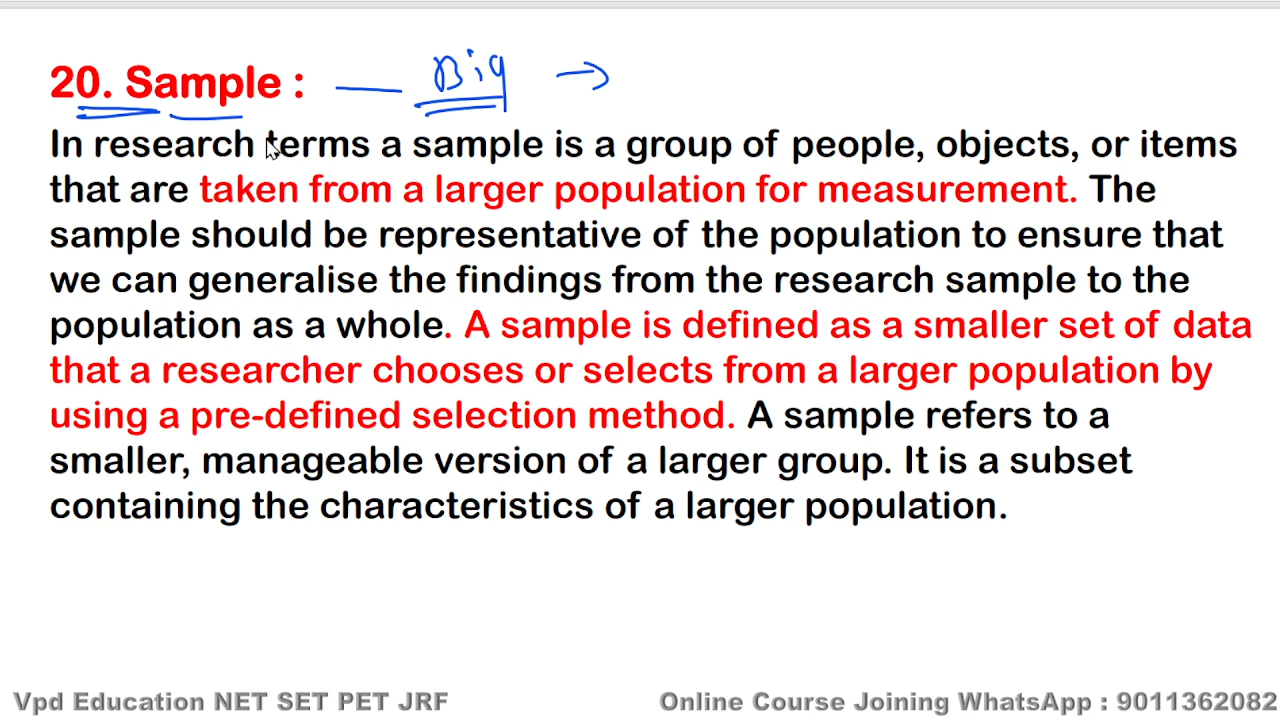 20. Sample : — Big →
In research terms a sample is a group of people, objects, or items
that are taken from a larger population for measurement. The
sample should be representative of the population to ensure that
we can generalise the findings from the research sample to the
population as a whole. A sample is defined as a smaller set of data
that a researcher chooses or selects from a larger population by
using a pre-defined selection method. A sample refers to a
smaller, manageable version of a larger group. It is a subset
containing the characteristics of a larger population.
Vpd Education NET SET PET JRF
Online Course Joining WhatsApp : 9011362082